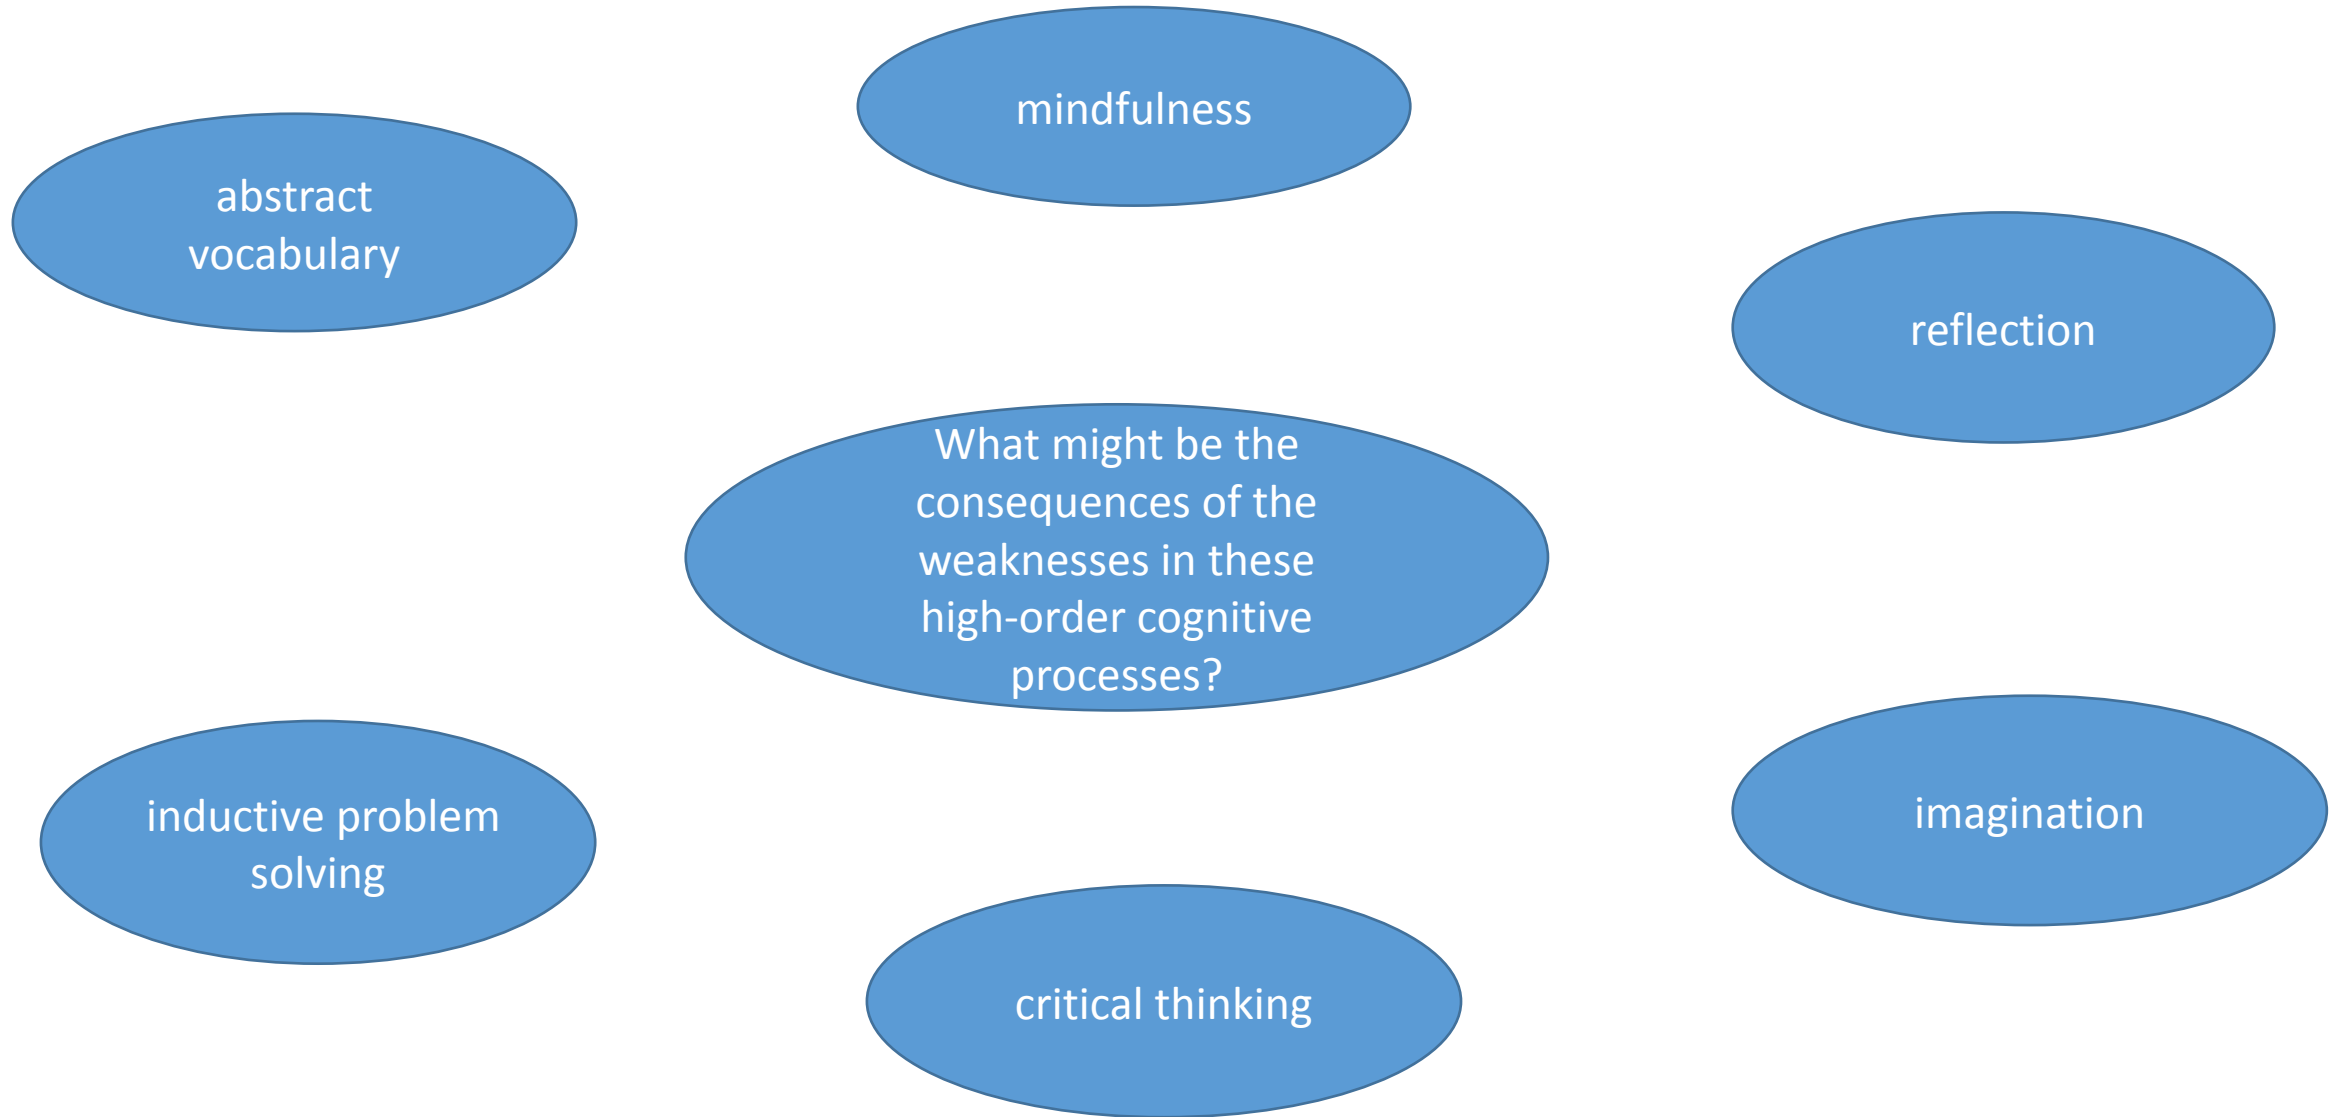 mindfulness
abstract
vocabulary
reflection
What might be the
consequences of the
weaknesses in these
high-order cognitive
processes?
inductive problem
solving
imagination
critical thinking